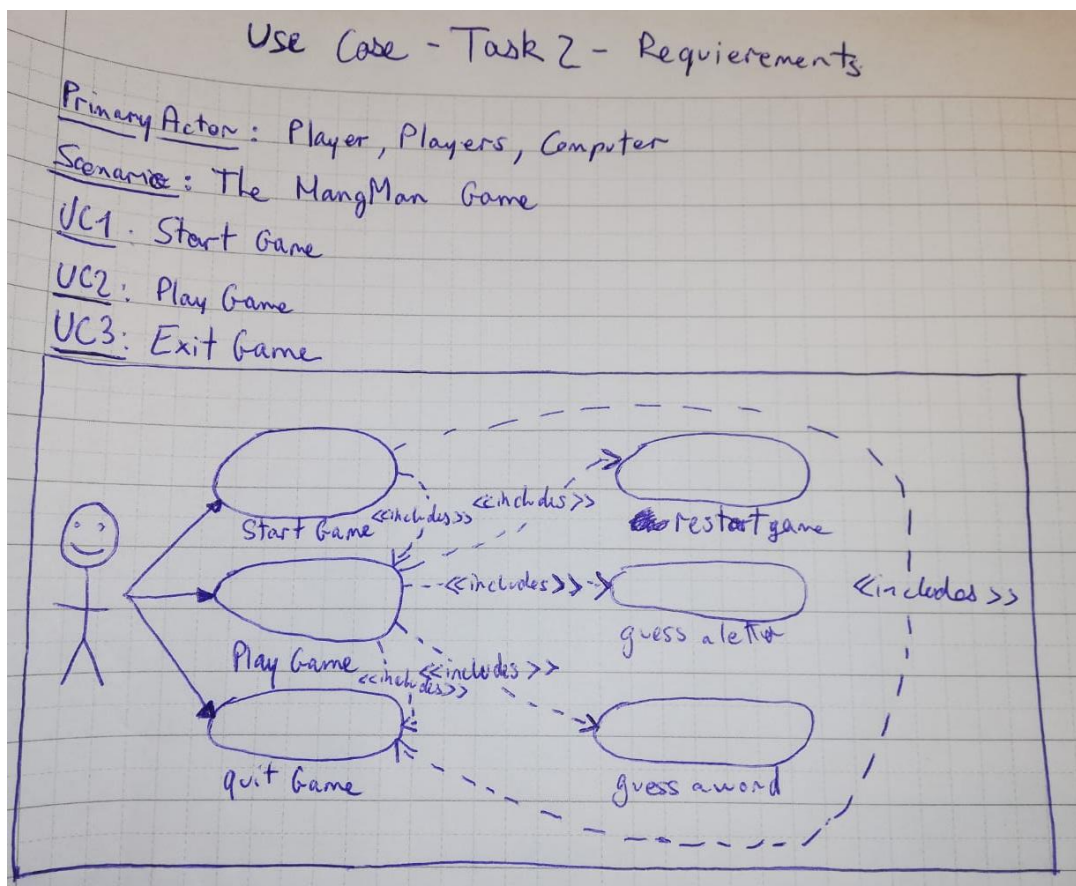 Use Case - Task 2 - Requierements
Primary Actor: Player, Players, Computer
Scenario: The MangMan Game
UC1: Start Game
UC2: Play Game
UC3: Exit Game
<<includes>> <<includes>>
Start Game restart game
<<includes>> <<includes>>
guess a letter
Play Game <<includes>>
<<includes>>
quit Game guess a word